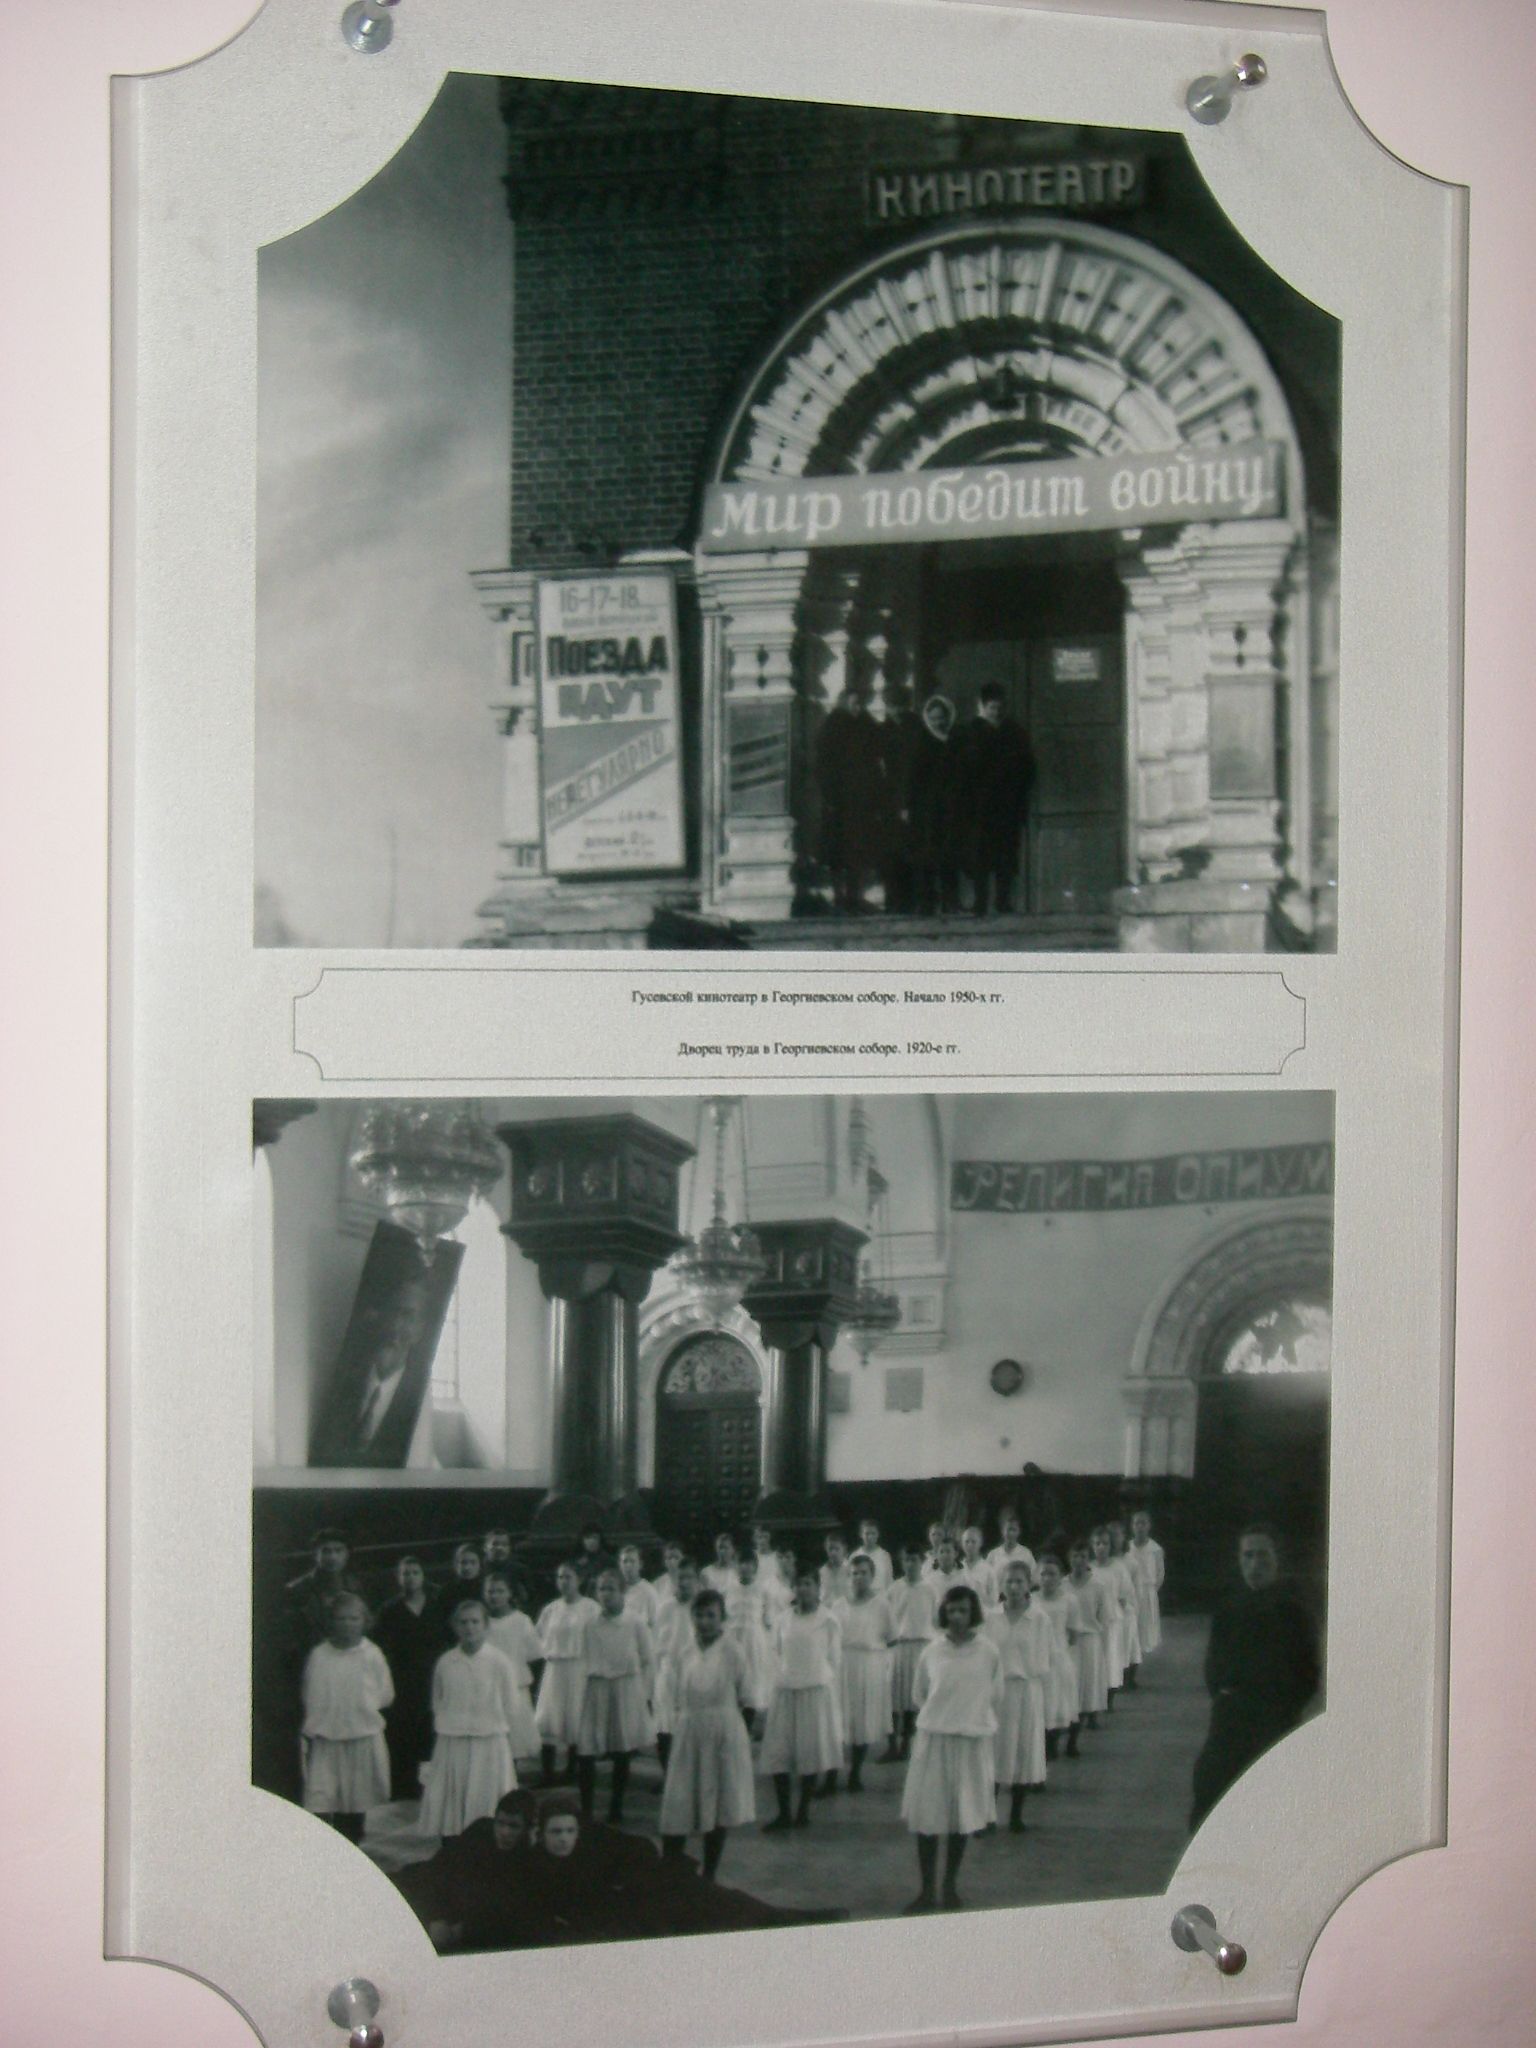 КИНОТЕАТР
Мир победит войну.
16-17-18
ПОЕЗДА
ИДУТ
НЕРЕГУЛЯРНО
Гусевской кинотеатр в Георгиевском соборе. Начало 1950-х гг.
Дворец труда в Георгиевском соборе. 1920-е гг.
РЕЛИГИЯ ОПИУМ